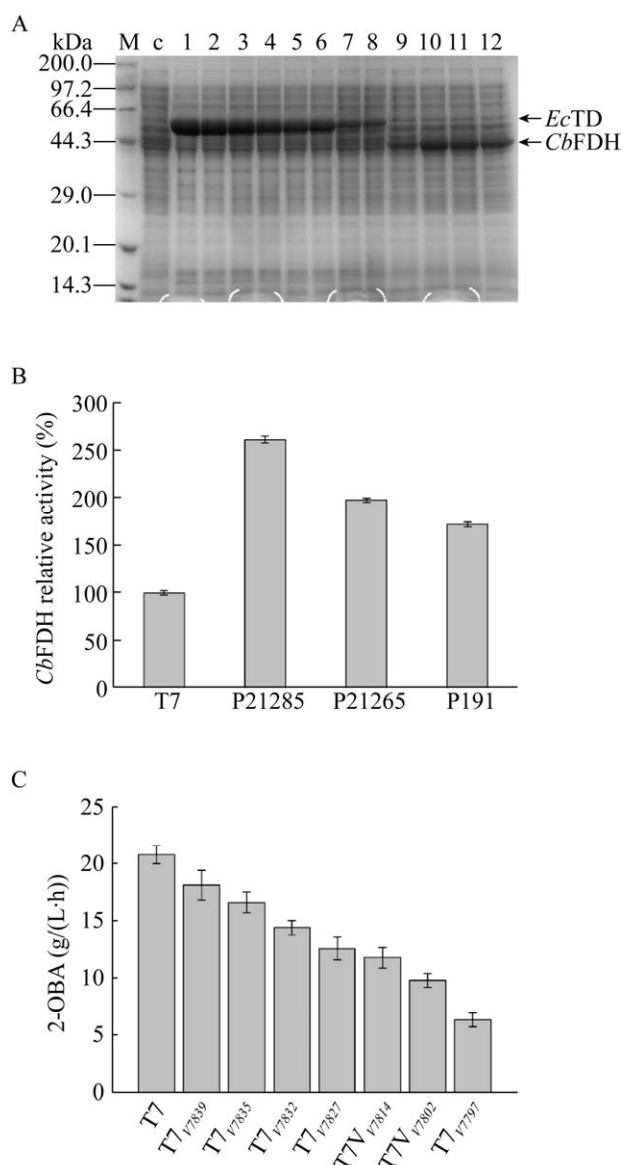 A
kDa M c 1 2 3 4 5 6 7 8 9 10 11 12
200.0
97.2
66.4
44.3
29.0
20.1
14.3
EcTD
CbFDH
B
CbFDH relative activity (%)
300
250
200
150
100
50
0
T7 P21285 P21265 P191
C
2-OBA (g/(L·h))
25
20
15
10
5
0
T7 T7V7839 T7V7835 T7V7832 T7V7827 T7VV7814 T7VV7802 T7V7797